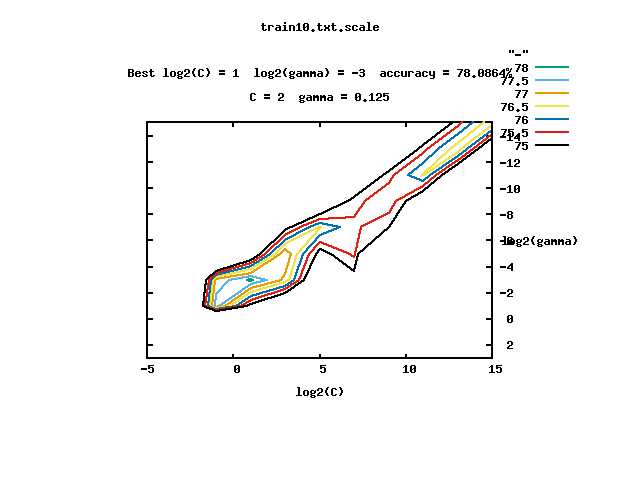 train10.txt.scale
"-"
Best log2(C) = 1 log2(gamma) = -3 accuracy = 78.0864%
C = 2 gamma = 0.125
78
77.5
77
76.5
76
75.5
75
-14
-12
-10
-8
-6
-4
-2
0
2
log2(gamma)
-5 0 5 10 15
log2(C)